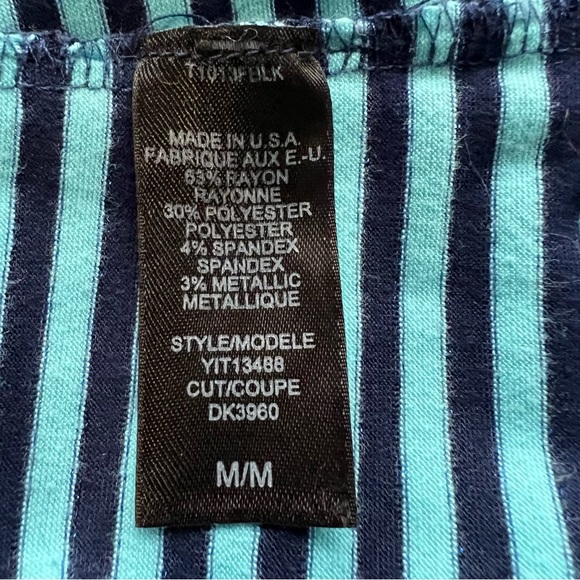 MADE IN U.S.A
FABRIQUE AUX E.-U.
63% RAYON
RAYONNE
30% POLYESTER
POLYESTER
4% SPANDEX
SPANDEX
3% METALLIC
METALLIQUE
STYLE/MODELE
YIT13488
CUT/COUPE
DK3960
M/M